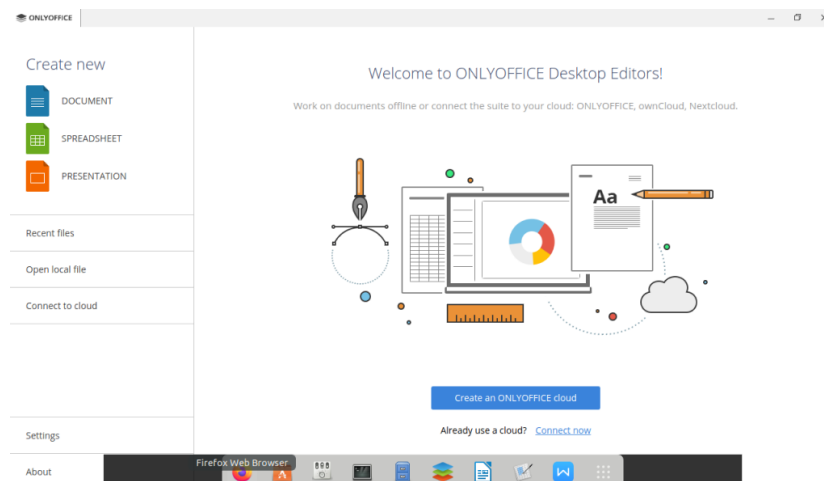 ONLYOFFICE
Create new
DOCUMENT
SPREADSHEET
PRESENTATION
Recent files
Open local file
Connect to cloud
Settings
About
Welcome to ONLYOFFICE Desktop Editors!
Work on documents offline or connect the suite to your cloud: ONLYOFFICE, ownCloud, Nextcloud.
Aa
Create an ONLYOFFICE cloud
Already use a cloud? Connect now
Firefox Web Browser